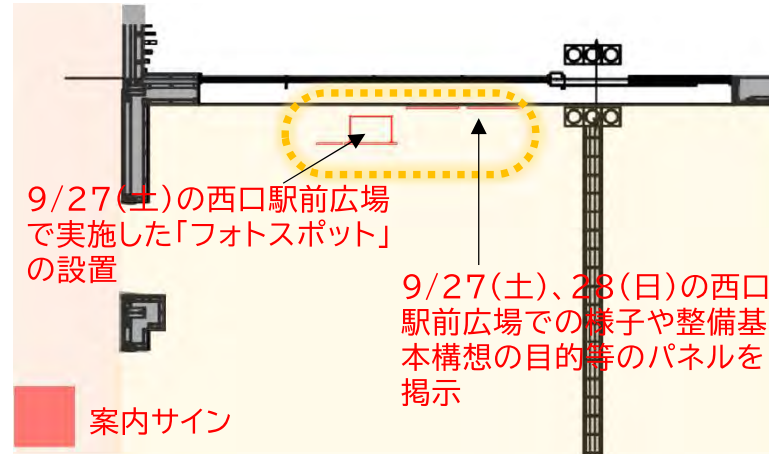 9/27(土)の西口駅前広場
で実施した「フォトスポット」
の設置
9/27(土)、28(日)の西口
駅前広場での様子や整備基
本構想の目的等のパネルを
掲示
案内サイン